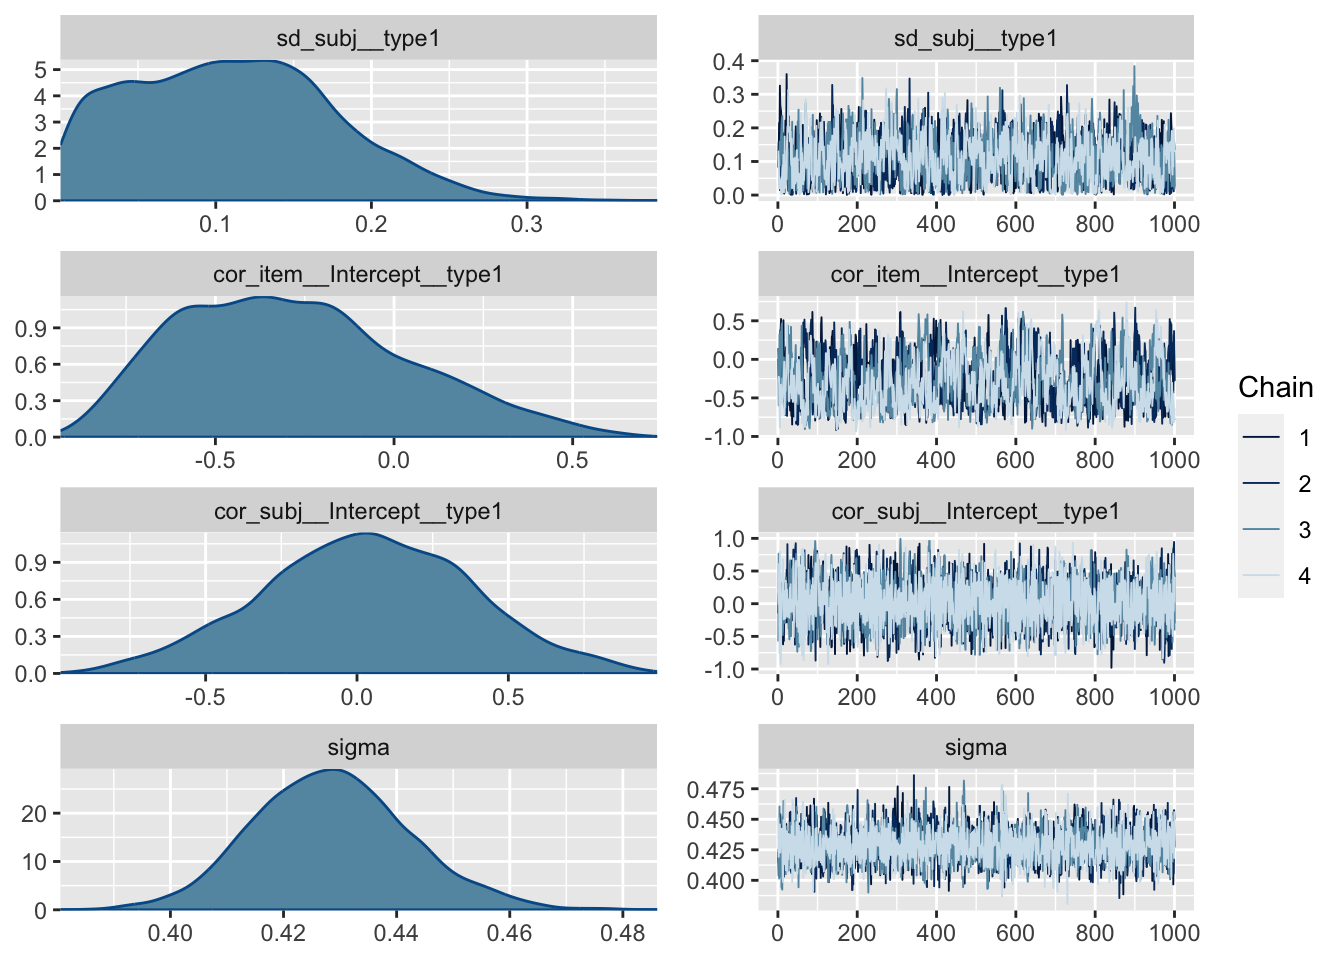 sd_subj__type1
5
4
3
2
1
0
0.1 0.2 0.3
sd_subj__type1
0.4
0.3
0.2
0.1
0.0
0 200 400 600 800 1000
cor_item__Intercept__type1
0.9
0.6
0.3
0.0
-0.5 0.0 0.5
cor_item__Intercept__type1
0.5
0.0
-0.5
-1.0
0 200 400 600 800 1000
cor_subj__Intercept__type1
0.9
0.6
0.3
0.0
-0.5 0.0 0.5
cor_subj__Intercept__type1
1.0
0.5
0.0
-0.5
-1.0
0 200 400 600 800 1000
sigma
20
10
0
0.40 0.42 0.44 0.46 0.48
sigma
0.475
0.450
0.425
0.400
0 200 400 600 800 1000
Chain
1
2
3
4